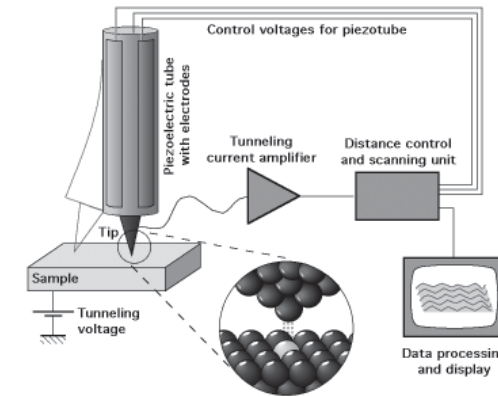 Control voltages for piezotube
Piezoelectric tube
with electrodes
Tunneling
current amplifier
Distance control
and scanning unit
Tip
Sample
Tunneling
voltage
Data processing
and display